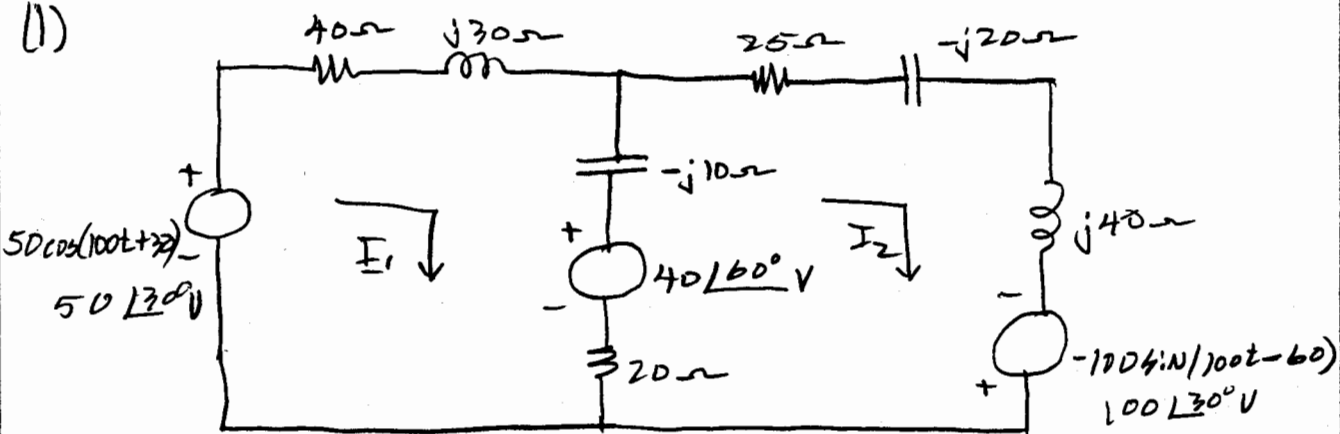 (1)
40Ω
j30Ω
25Ω
-j20Ω
-j10Ω
+
+
50cos(100t+30)
-
50∠30°V
I₁
-
40∠60° V
20Ω
I₂
j40Ω
-
+
-100sin(100t-60)
100∠30°V